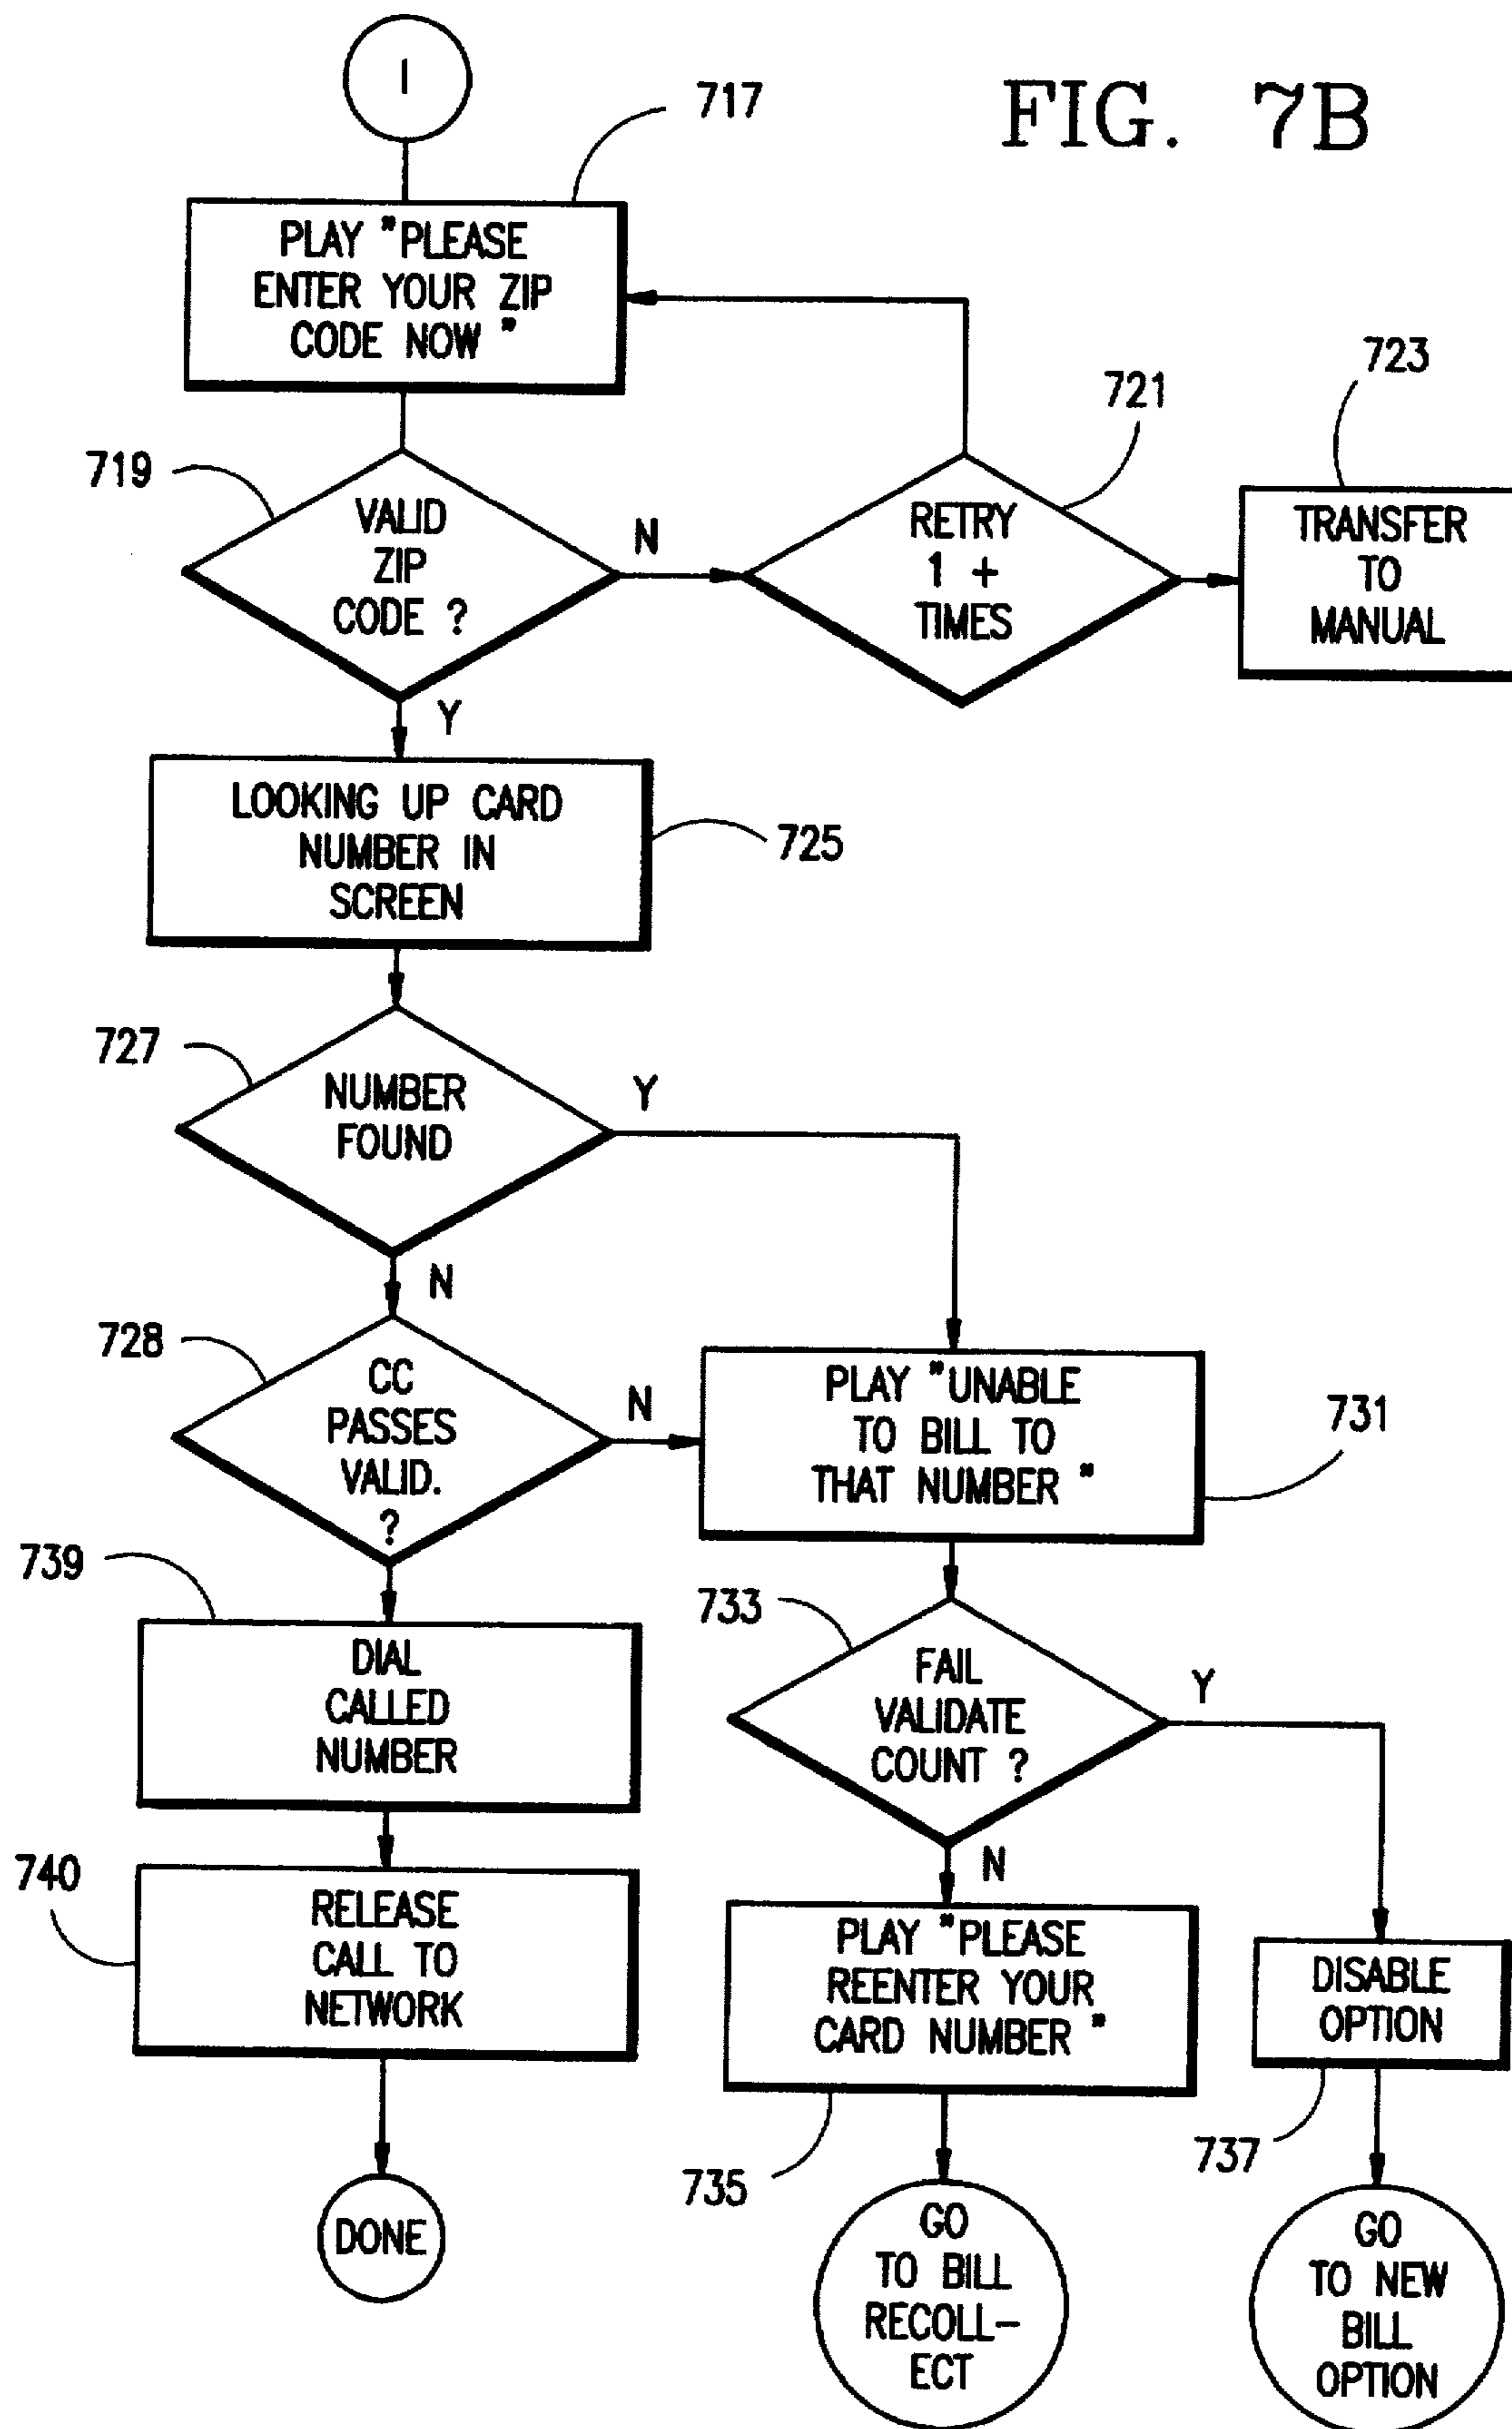 I
FIG. 7B
717
PLAY "PLEASE
ENTER YOUR ZIP
CODE NOW"
719
VALID
ZIP
CODE ?
N
721
RETRY
1 +
TIMES
723
TRANSFER
TO
MANUAL
Y
LOOKING UP CARD
NUMBER IN
SCREEN
725
727
NUMBER
FOUND
Y
N
728
CC
PASSES
VALID.
?
N
PLAY "UNABLE
TO BILL TO
THAT NUMBER"
731
739
DIAL
CALLED
NUMBER
733
FAIL
VALIDATE
COUNT ?
Y
N
740
RELEASE
CALL TO
NETWORK
PLAY "PLEASE
REENTER YOUR
CARD NUMBER"
735
DISABLE
OPTION
737
DONE
GO
TO BILL
RECOLL-
ECT
GO
TO NEW
BILL
OPTION